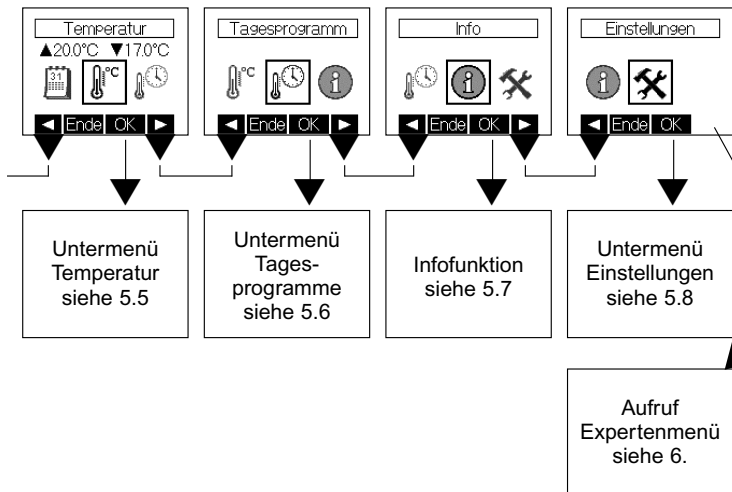 Temperatur
▲20.0°C ▼17.0°C
31
°C
◄ Ende OK ►
Tagesprogramm
°C
i
◄ Ende OK ►
Info
i
◄ Ende OK ►
Einstellungen
i
◄ Ende OK
Untermenü
Temperatur
siehe 5.5
Untermenü
Tages-
programme
siehe 5.6
Infofunktion
siehe 5.7
Untermenü
Einstellungen
siehe 5.8
Aufruf
Expertenmenü
siehe 6.